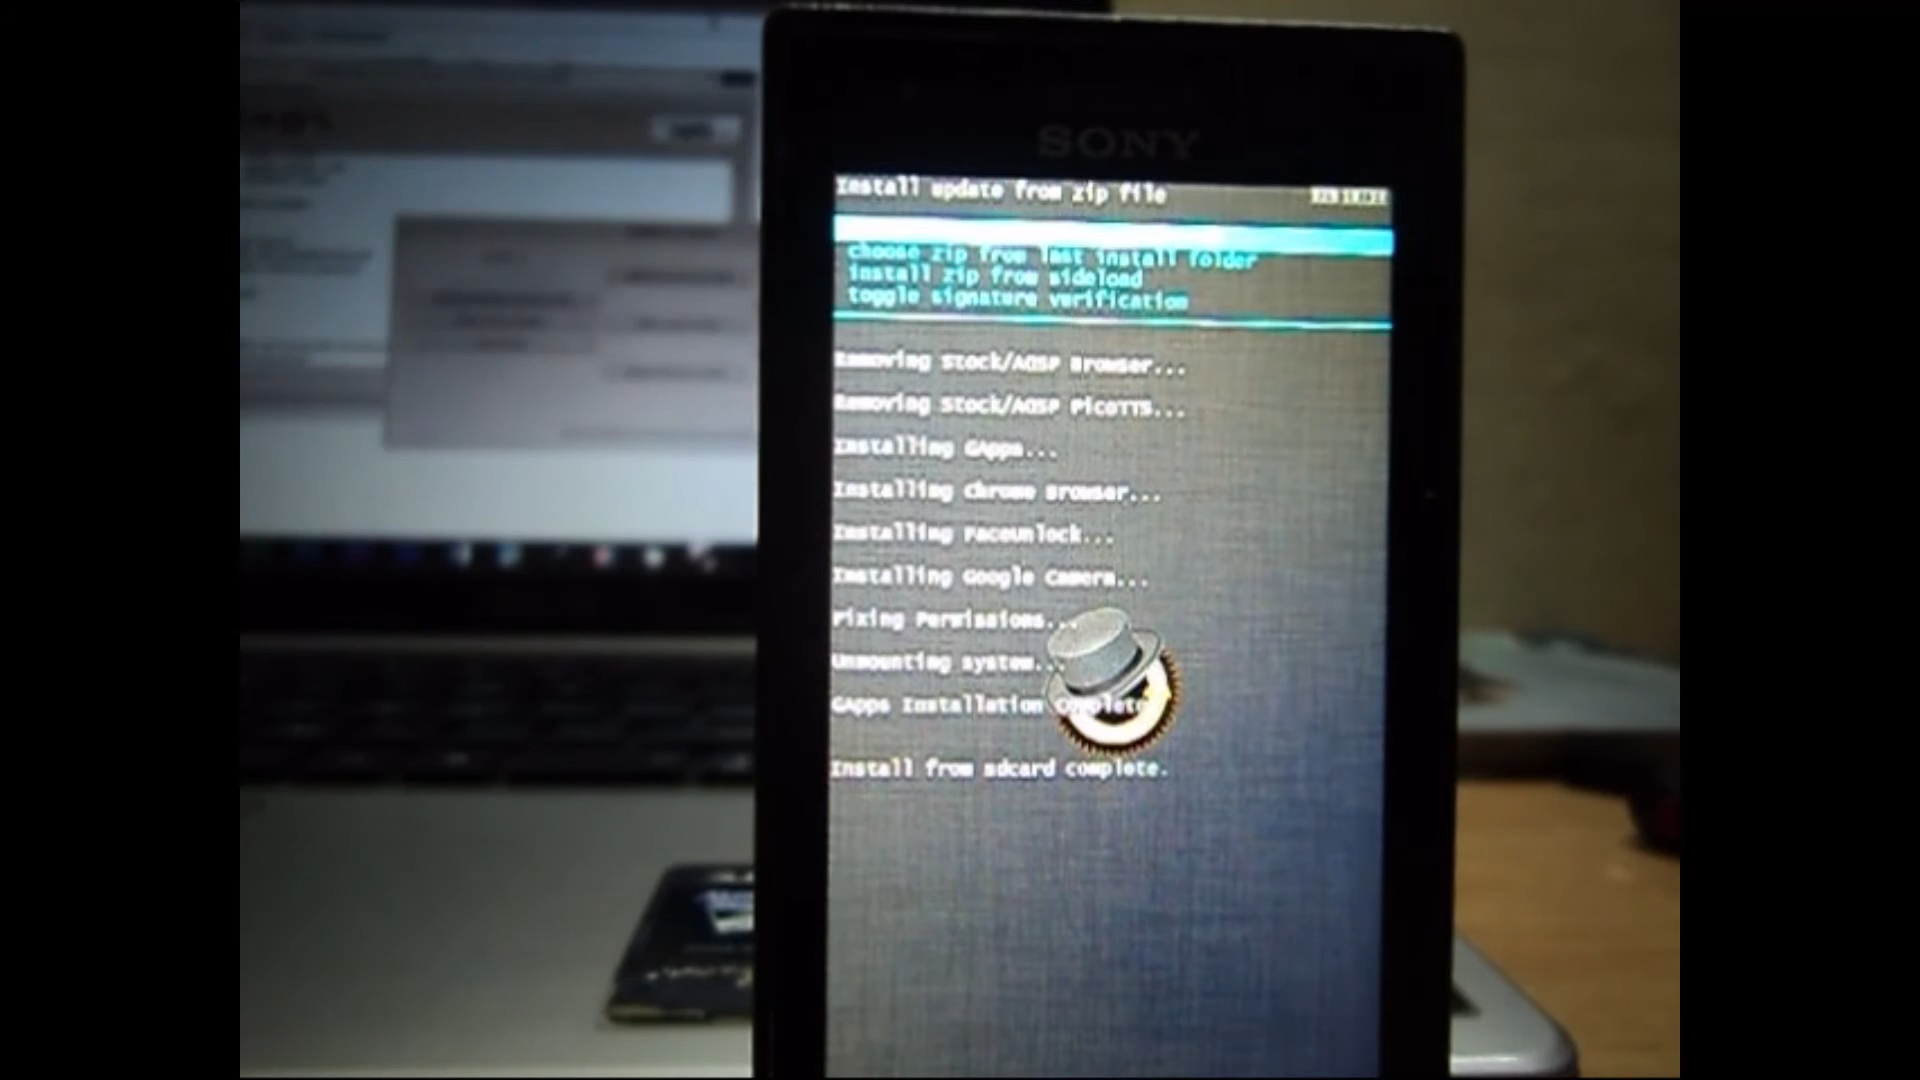 SONY
Install update from zip file
choose zip from last install folder
install zip from sideload
toggle signature verification
Removing Stock/AOSP Browser...
Removing Stock/AOSP PicoTTS...
Installing GApps...
Installing Chrome Browser...
Installing FaceUnlock...
Installing Google Camera...
Fixing Permissions...
Unmounting system...
GApps Installation Complete
Install from sdcard complete.